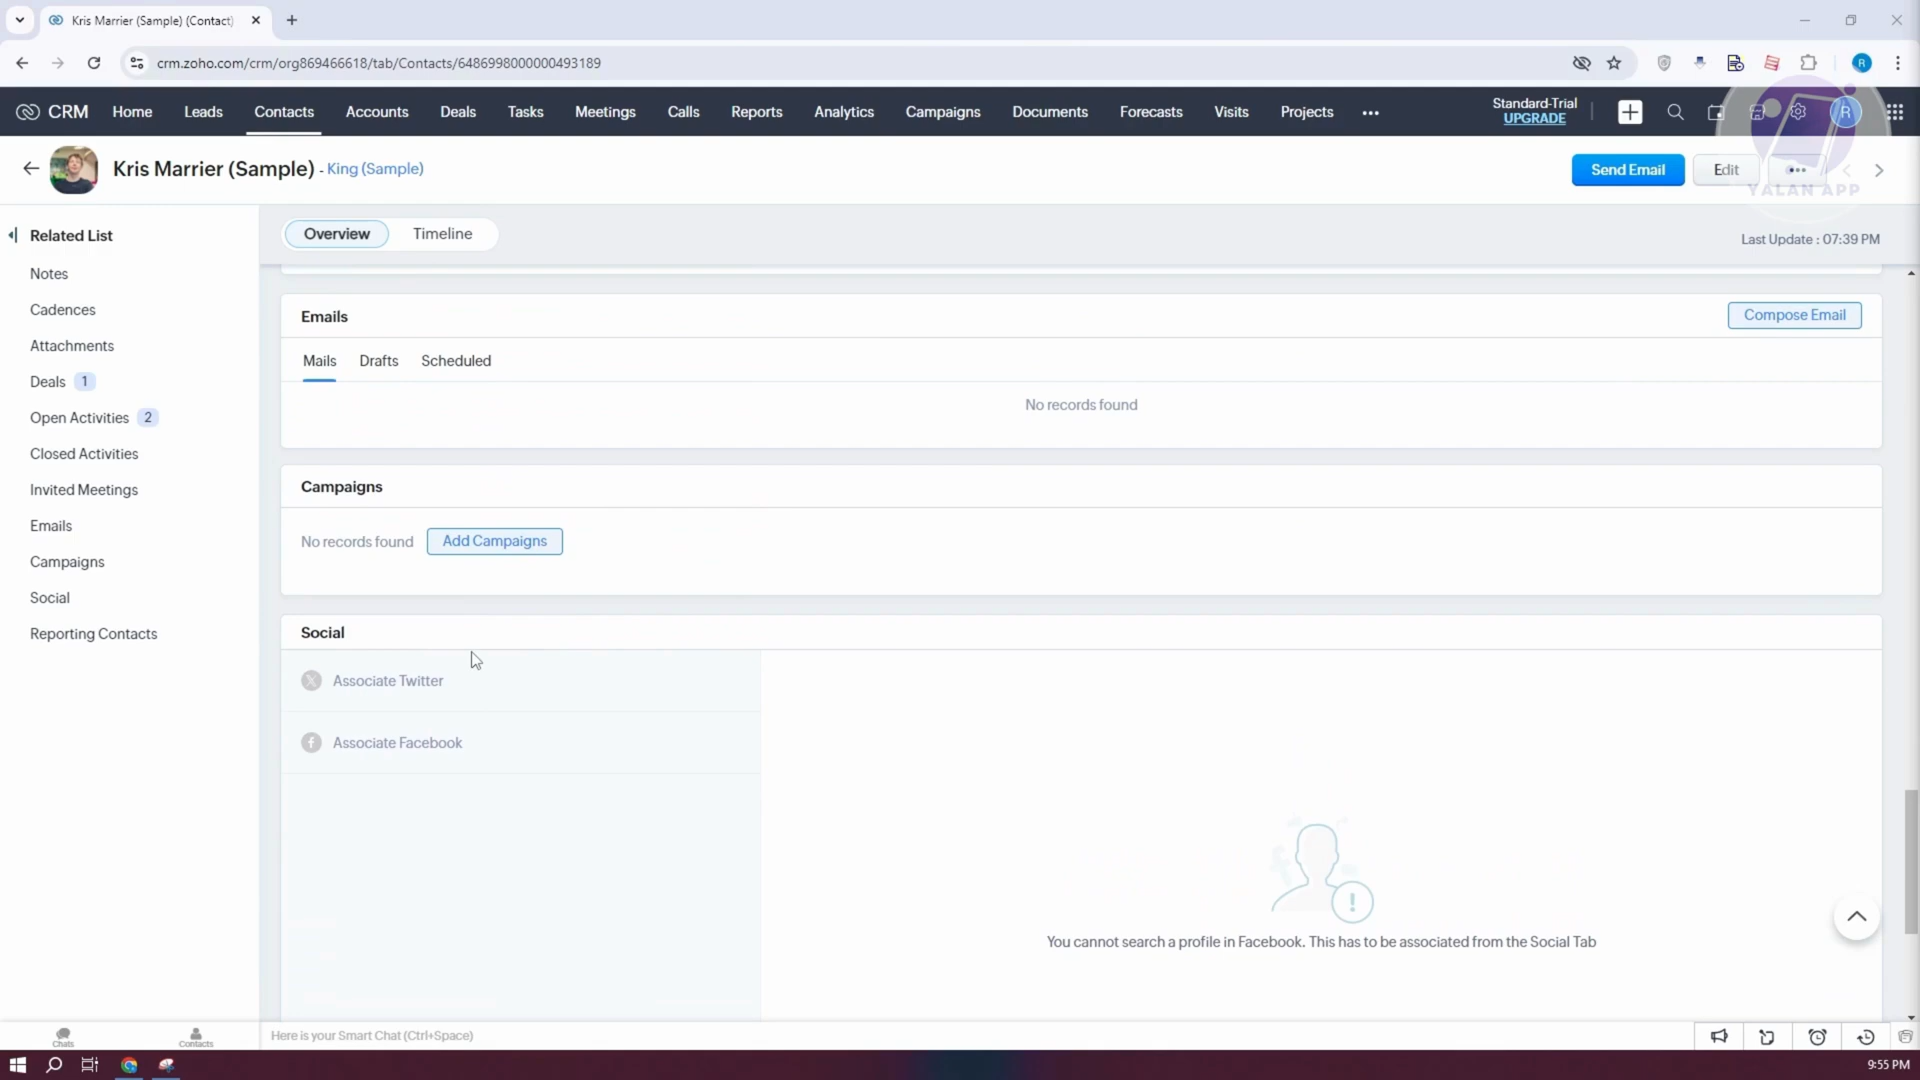 Kris Marrier (Sample) (Contact)
crm.zoho.com/crm/org869466618/tab/Contacts/6486998000000493189
R
CRM Home Leads Contacts Accounts Deals Tasks Meetings Calls Reports Analytics Campaigns Documents Forecasts Visits Projects ••• Standard-Trial
UPGRADE
R
Kris Marrier (Sample) - King (Sample)
Send Email Edit •••
YALAN APP
Related List
Overview Timeline
Last Update : 07:39 PM
Notes
Cadences
Attachments
Deals 1
Open Activities 2
Closed Activities
Invited Meetings
Emails
Campaigns
Social
Reporting Contacts
Emails Compose Email
Mails Drafts Scheduled
No records found
Campaigns
No records found Add Campaigns
Social
Associate Twitter
Associate Facebook
You cannot search a profile in Facebook. This has to be associated from the Social Tab
Chats
Contacts
Here is your Smart Chat (Ctrl+Space)
9:55 PM